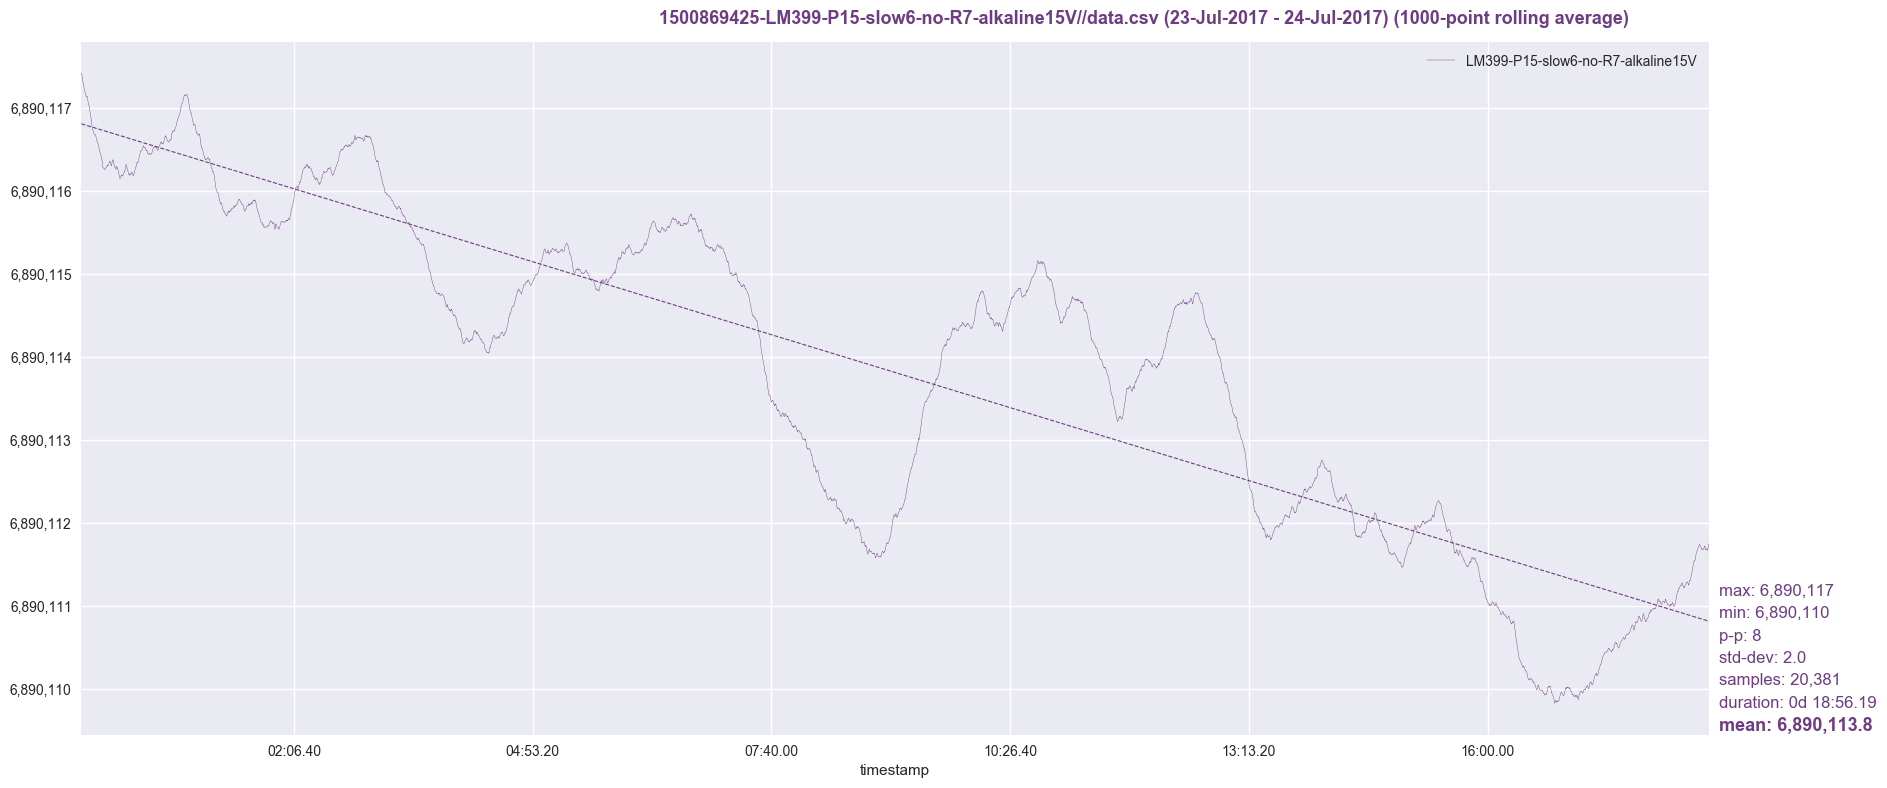 1500869425-LM399-P15-slow6-no-R7-alkaline15V//data.csv (23-Jul-2017 - 24-Jul-2017) (1000-point rolling average)
LM399-P15-slow6-no-R7-alkaline15V
6,890,117
6,890,116
6,890,115
6,890,114
6,890,113
6,890,112
6,890,111
6,890,110
max: 6,890,117
min: 6,890,110
p-p: 8
std-dev: 2.0
samples: 20,381
duration: 0d 18:56.19
mean: 6,890,113.8
02:06.40 04:53.20 07:40.00 10:26.40 13:13.20 16:00.00
timestamp